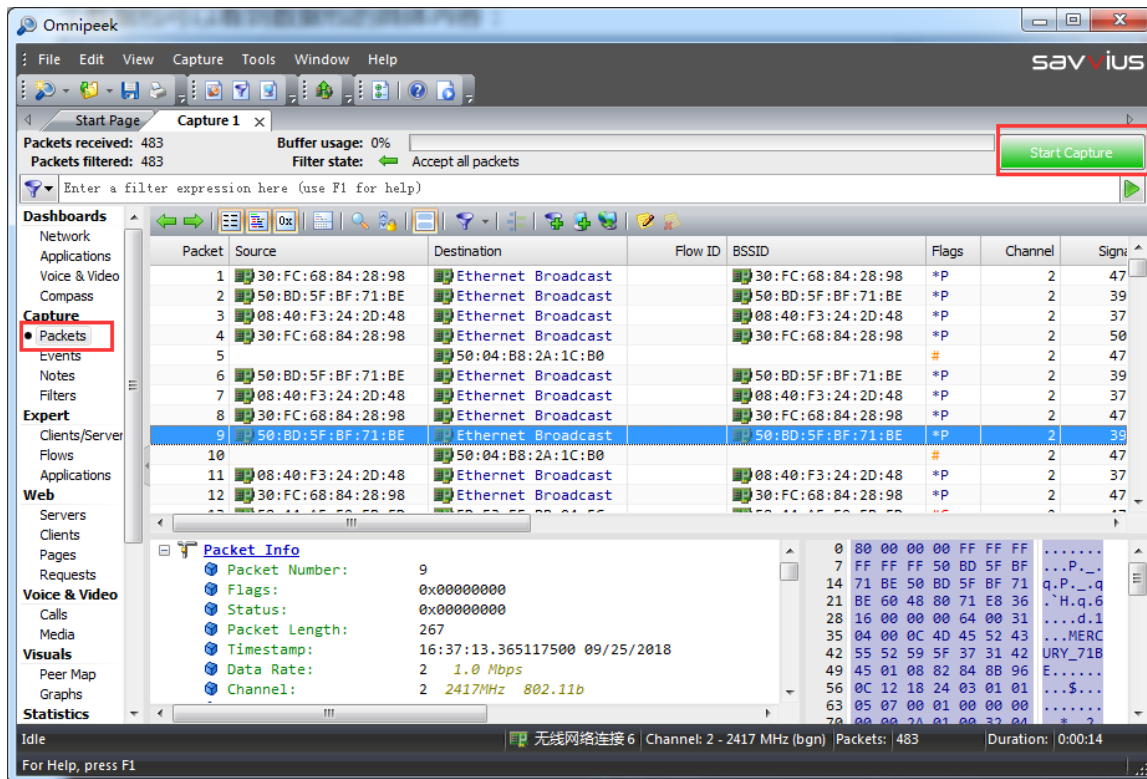 Omnipeek
File Edit View Capture Tools Window Help
savvius
Start Page Capture 1
Packets received: 483 Buffer usage: 0%
Packets filtered: 483 Filter state: Accept all packets
Start Capture
Enter a filter expression here (use F1 for help)
Dashboards
Network
Applications
Voice & Video
Compass
Capture
Packets
Events
Notes
Filters
Expert
Clients/Server
Flows
Applications
Web
Servers
Clients
Pages
Requests
Voice & Video
Calls
Media
Visuals
Peer Map
Graphs
Statistics
Packet Source Destination Flow ID BSSID Flags Channel Signa
1 30:FC:68:84:28:98 Ethernet Broadcast 30:FC:68:84:28:98 *P 2 47
2 50:BD:5F:BF:71:BE Ethernet Broadcast 50:BD:5F:BF:71:BE *P 2 39
3 08:40:F3:24:2D:48 Ethernet Broadcast 08:40:F3:24:2D:48 *P 2 37
4 30:FC:68:84:28:98 Ethernet Broadcast 30:FC:68:84:28:98 *P 2 50
5 50:04:B8:2A:1C:B0 # 2 47
6 50:BD:5F:BF:71:BE Ethernet Broadcast 50:BD:5F:BF:71:BE *P 2 39
7 08:40:F3:24:2D:48 Ethernet Broadcast 08:40:F3:24:2D:48 *P 2 37
8 30:FC:68:84:28:98 Ethernet Broadcast 30:FC:68:84:28:98 *P 2 47
9 50:BD:5F:BF:71:BE Ethernet Broadcast 50:BD:5F:BF:71:BE *P 2 39
10 50:04:B8:2A:1C:B0 # 2 47
11 08:40:F3:24:2D:48 Ethernet Broadcast 08:40:F3:24:2D:48 *P 2 37
12 30:FC:68:84:28:98 Ethernet Broadcast 30:FC:68:84:28:98 *P 2 47
Packet Info
Packet Number: 9
Flags: 0x00000000
Status: 0x00000000
Packet Length: 267
Timestamp: 16:37:13.365117500 09/25/2018
Data Rate: 2 1.0 Mbps
Channel: 2 2417MHz 802.11b
0 80 00 00 00 FF FF FF .......
7 FF FF FF 50 BD 5F BF ...P._.
14 71 BE 50 BD 5F BF 71 q.P._.q
21 BE 60 48 80 71 E8 36 .`H.q.6
28 16 00 00 00 64 00 31 ....d.1
35 04 00 0C 4D 45 52 43 ...MERC
42 55 52 59 5F 37 31 42 URY_71B
49 45 01 08 82 84 8B 96 E......
56 0C 12 18 24 03 01 01 ...$...
63 05 07 00 01 00 00 00 .......
70 00 00 2A 01 00 32 04 ..*..2.
Idle 无线网络连接 6 Channel: 2 - 2417 MHz (bgn) Packets: 483 Duration: 0:00:14
For Help, press F1